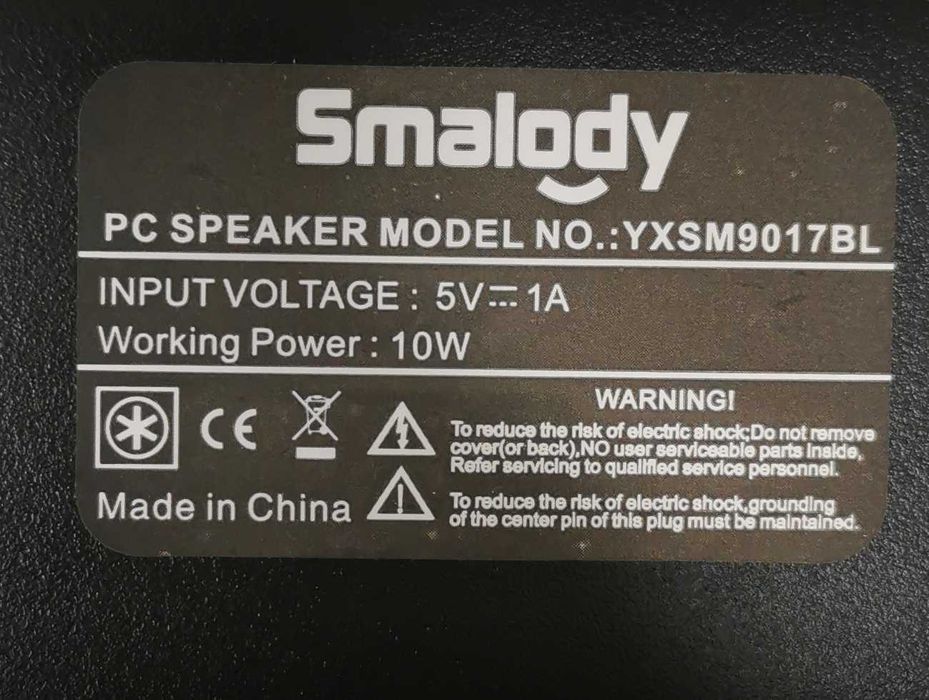 Smalody
PC SPEAKER MODEL NO.:YXSM9017BL
INPUT VOLTAGE : 5V⎓1A
Working Power : 10W
CE
WARNING!
To reduce the risk of electric shock;Do not remove
cover(or back),NO user serviceable parts inside,
Refer servicing to qualified service personnel.
To reduce the risk of electric shock,grounding
of the center pin of this plug must be maintained.
Made in China